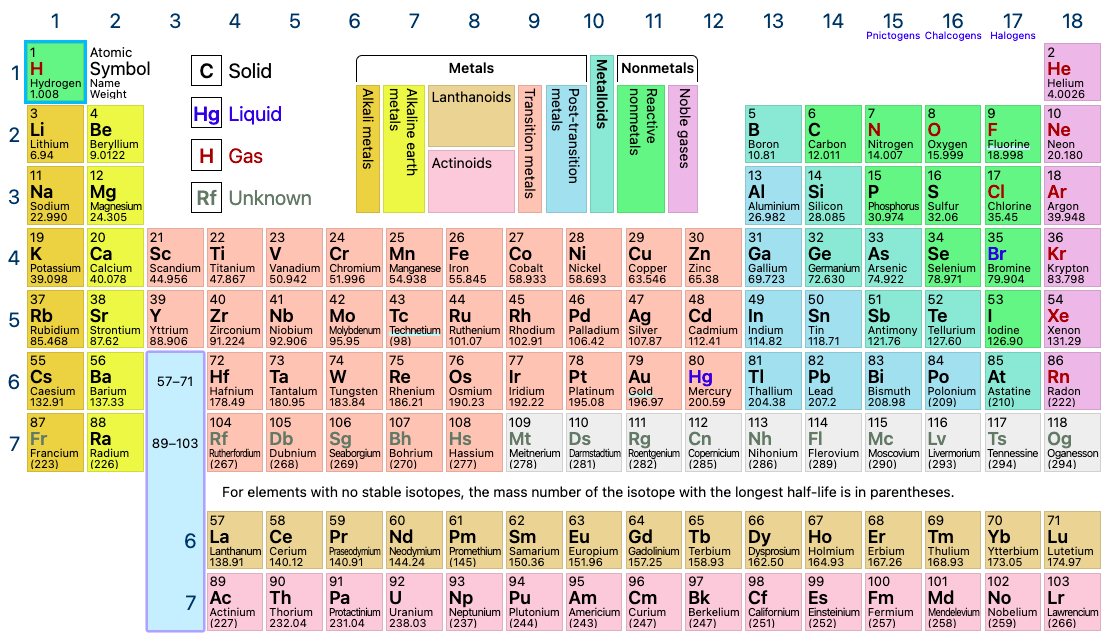 1 2 3 4 5 6 7 8 9 10 11 12 13 14 15 16 17 18
Pnictogens Chalcogens Halogens
1
1
H
Hydrogen
1.008
Atomic
Symbol
Name
Weight
C Solid
Hg Liquid
H Gas
Rf Unknown
Metals
Metalloids
Nonmetals
Alkali metals
Alkaline earth metals
Lanthanoids
Actinoids
Transition metals
Post-transition metals
Reactive nonmetals
Noble gases
2
He
Helium
4.0026
2
3 4 5 6 7 8 9 10
Li Be B C N O F Ne
Lithium Beryllium Boron Carbon Nitrogen Oxygen Fluorine Neon
6.94 9.0122 10.81 12.011 14.007 15.999 18.998 20.180
3
11 12 13 14 15 16 17 18
Na Mg Al Si P S Cl Ar
Sodium Magnesium Aluminium Silicon Phosphorus Sulfur Chlorine Argon
22.990 24.305 26.982 28.085 30.974 32.06 35.45 39.948
4
19 20 21 22 23 24 25 26 27 28 29 30 31 32 33 34 35 36
K Ca Sc Ti V Cr Mn Fe Co Ni Cu Zn Ga Ge As Se Br Kr
Potassium Calcium Scandium Titanium Vanadium Chromium Manganese Iron Cobalt Nickel Copper Zinc Gallium Germanium Arsenic Selenium Bromine Krypton
39.098 40.078 44.956 47.867 50.942 51.996 54.938 55.845 58.933 58.693 63.546 65.38 69.723 72.630 74.922 78.971 79.904 83.798
5
37 38 39 40 41 42 43 44 45 46 47 48 49 50 51 52 53 54
Rb Sr Y Zr Nb Mo Tc Ru Rh Pd Ag Cd In Sn Sb Te I Xe
Rubidium Strontium Yttrium Zirconium Niobium Molybdenum Technetium Ruthenium Rhodium Palladium Silver Cadmium Indium Tin Antimony Tellurium Iodine Xenon
85.468 87.62 88.906 91.224 92.906 95.95 (98) 101.07 102.91 106.42 107.87 112.41 114.82 118.71 121.76 127.60 126.90 131.29
6
55 56 57–71 72 73 74 75 76 77 78 79 80 81 82 83 84 85 86
Cs Ba Hf Ta W Re Os Ir Pt Au Hg Tl Pb Bi Po At Rn
Caesium Barium Hafnium Tantalum Tungsten Rhenium Osmium Iridium Platinum Gold Mercury Thallium Lead Bismuth Polonium Astatine Radon
132.91 137.33 178.49 180.95 183.84 186.21 190.23 192.22 195.08 196.97 200.59 204.38 207.2 208.98 (209) (210) (222)
7
87 88 89–103 104 105 106 107 108 109 110 111 112 113 114 115 116 117 118
Fr Ra Rf Db Sg Bh Hs Mt Ds Rg Cn Nh Fl Mc Lv Ts Og
Francium Radium Rutherfordium Dubnium Seaborgium Bohrium Hassium Meitnerium Darmstadtium Roentgenium Copernicium Nihonium Flerovium Moscovium Livermorium Tennessine Oganesson
(223) (226) (267) (268) (269) (270) (277) (278) (281) (282) (285) (286) (289) (290) (293) (294) (294)
For elements with no stable isotopes, the mass number of the isotope with the longest half-life is in parentheses.
6
57 58 59 60 61 62 63 64 65 66 67 68 69 70 71
La Ce Pr Nd Pm Sm Eu Gd Tb Dy Ho Er Tm Yb Lu
Lanthanum Cerium Praseodymium Neodymium Promethium Samarium Europium Gadolinium Terbium Dysprosium Holmium Erbium Thulium Ytterbium Lutetium
138.91 140.12 140.91 144.24 (145) 150.36 151.96 157.25 158.93 162.50 164.93 167.26 168.93 173.05 174.97
7
89 90 91 92 93 94 95 96 97 98 99 100 101 102 103
Ac Th Pa U Np Pu Am Cm Bk Cf Es Fm Md No Lr
Actinium Thorium Protactinium Uranium Neptunium Plutonium Americium Curium Berkelium Californium Einsteinium Fermium Mendelevium Nobelium Lawrencium
(227) 232.04 231.04 238.03 (237) (244) (243) (247) (247) (251) (252) (257) (258) (259) (266)